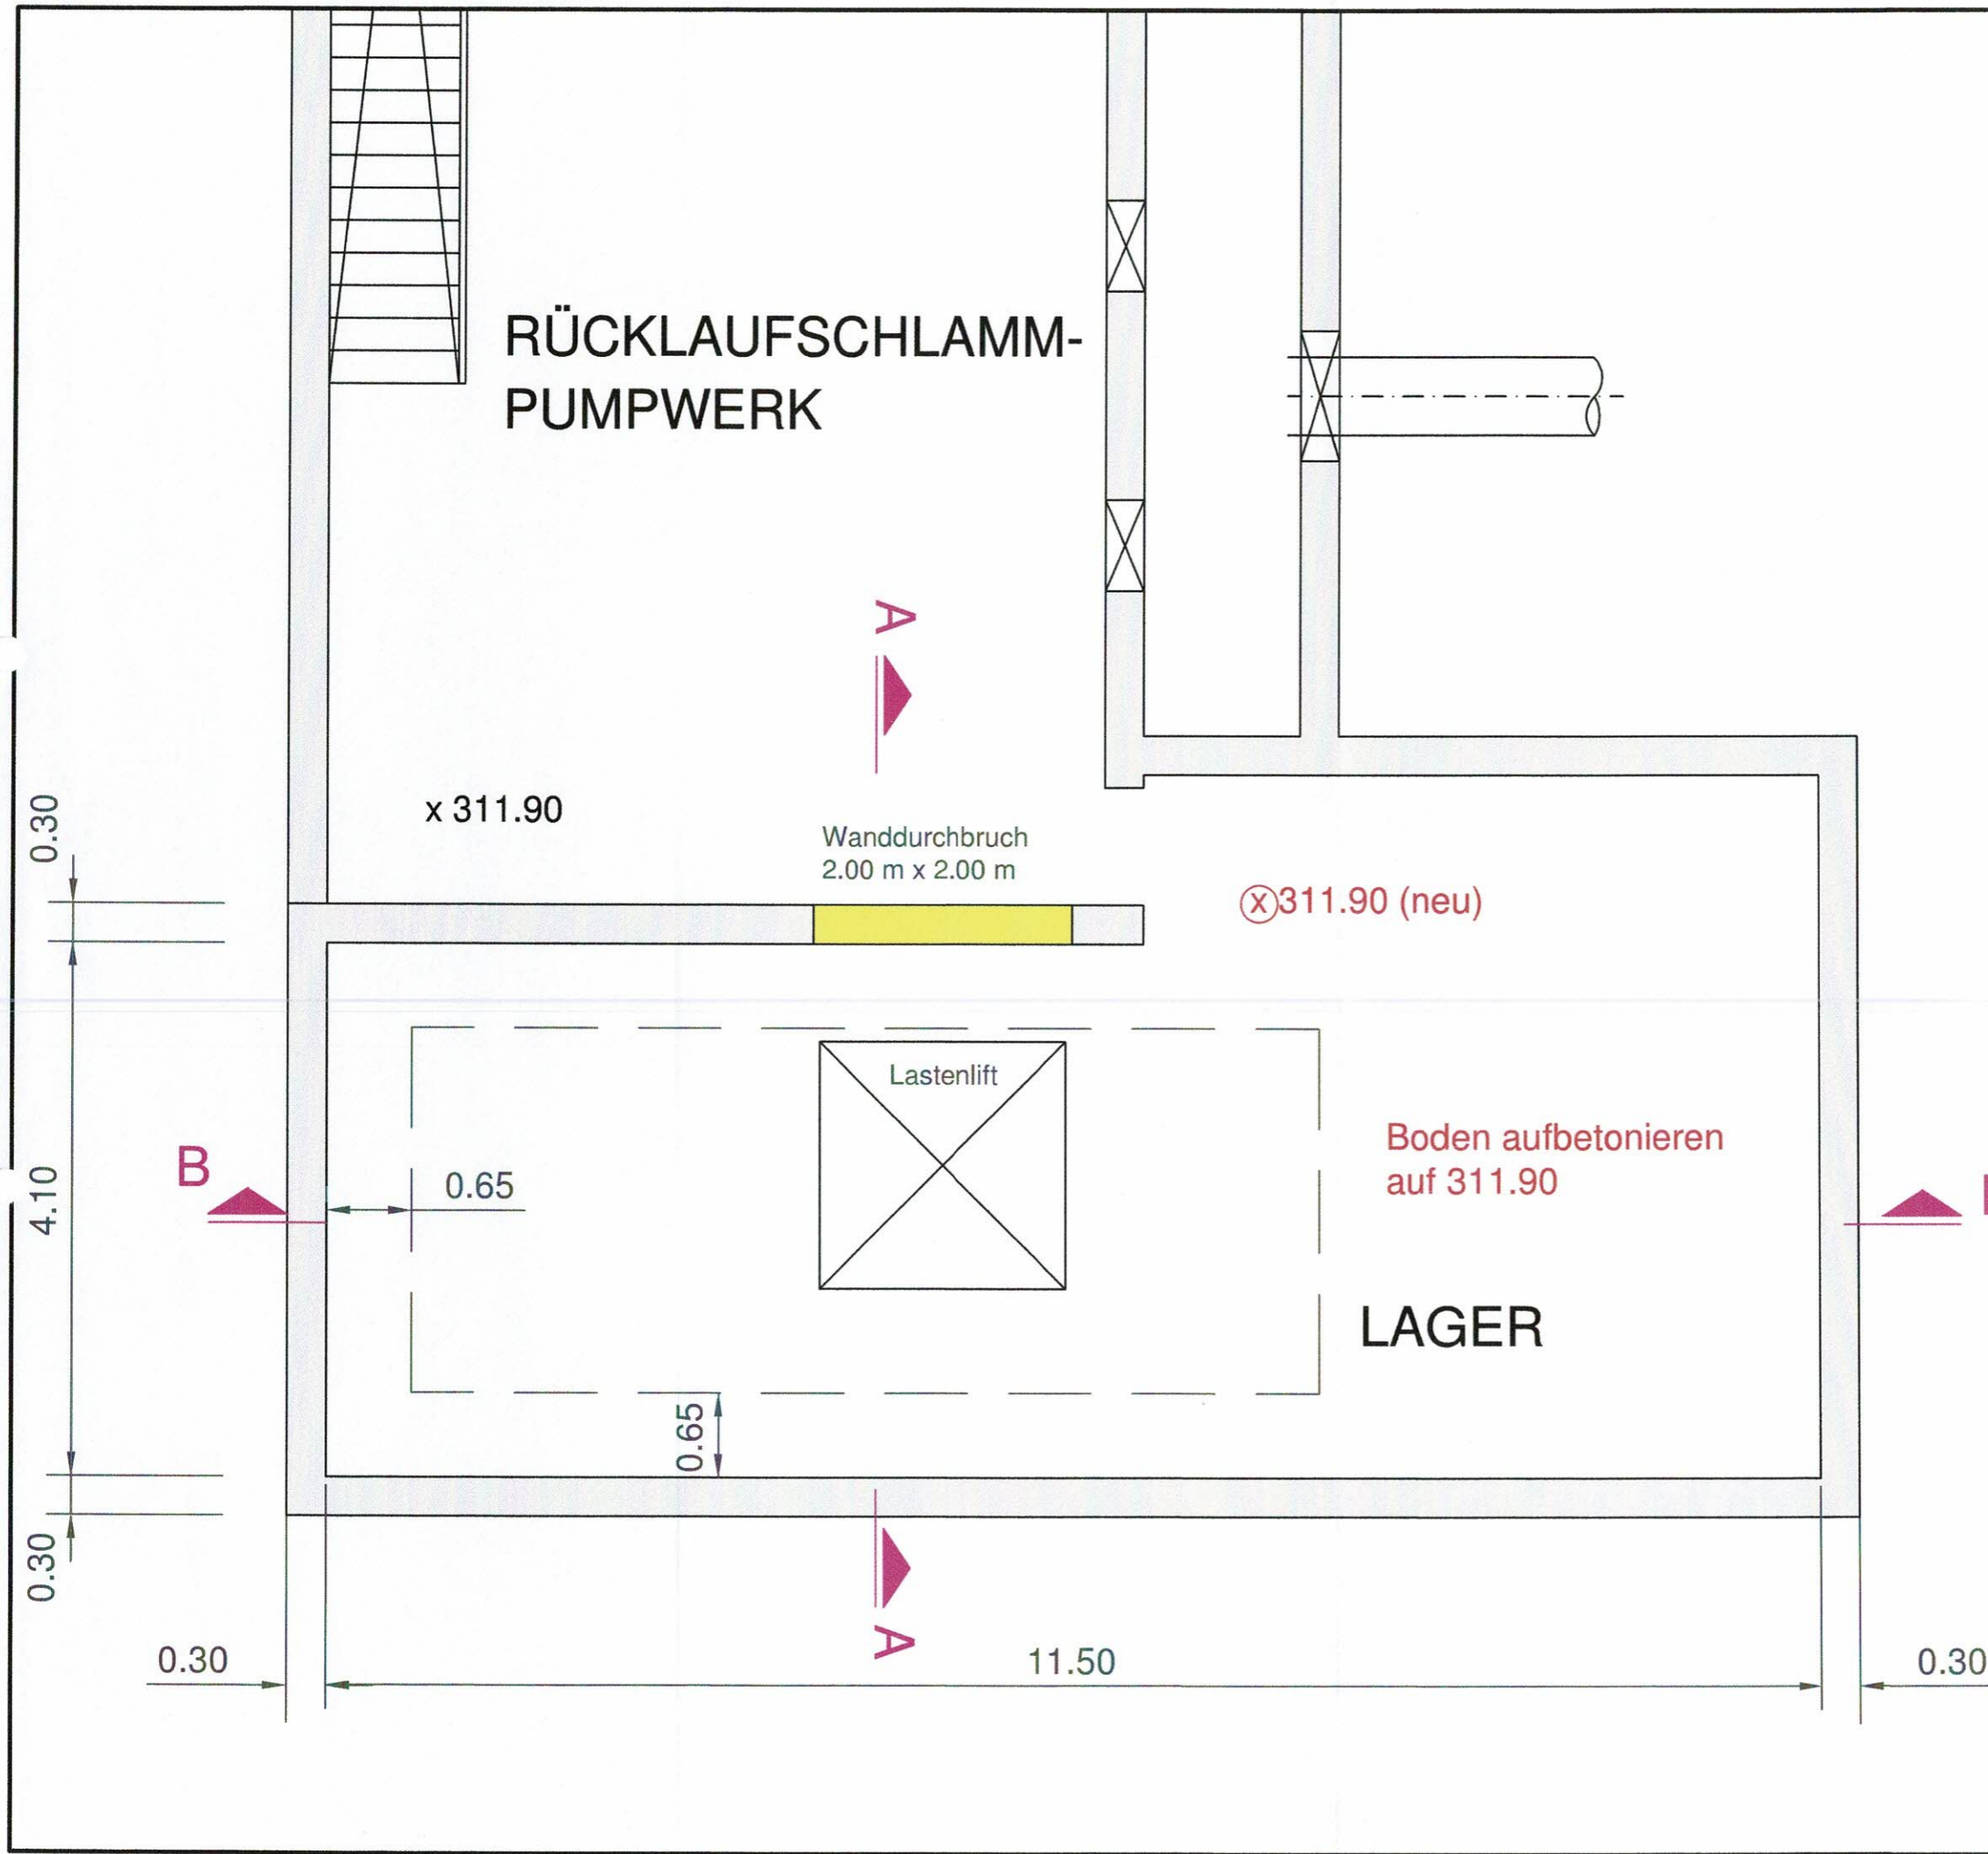 RÜCKLAUFSCHLAMM-
PUMPWERK
A
x 311.90
0.30
Wanddurchbruch
2.00 m x 2.00 m
x 311.90 (neu)
Lastenlift
Boden aufbetonieren
auf 311.90
B
0.65
4.10
LAGER
0.65
0.30
A
0.30
11.50
0.30